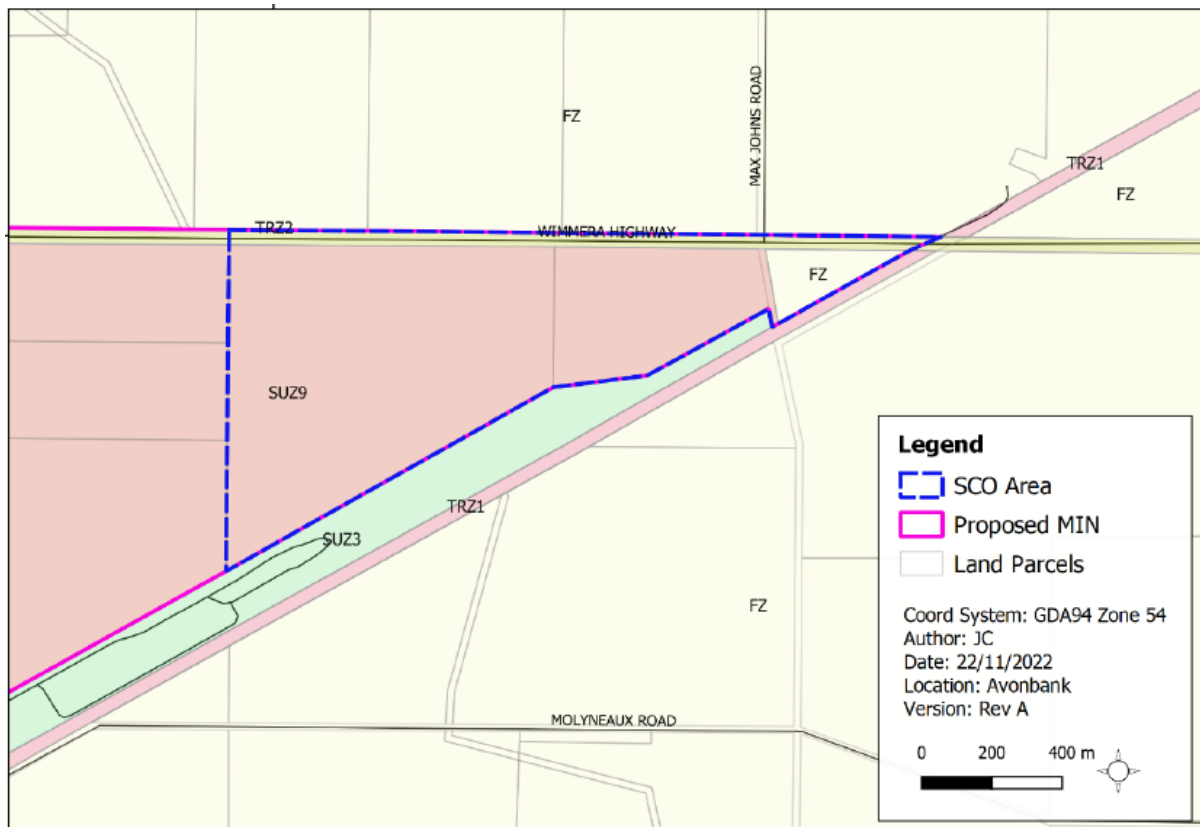 FZ
MAX JOHNS ROAD
TRZ1
FZ
TRZ2
WIMMERA HIGHWAY
FZ
SUZ9
TRZ1
SUZ3
FZ
MOLYNEAUX ROAD
Legend
SCO Area
Proposed MIN
Land Parcels
Coord System: GDA94 Zone 54
Author: JC
Date: 22/11/2022
Location: Avonbank
Version: Rev A
0 200 400 m